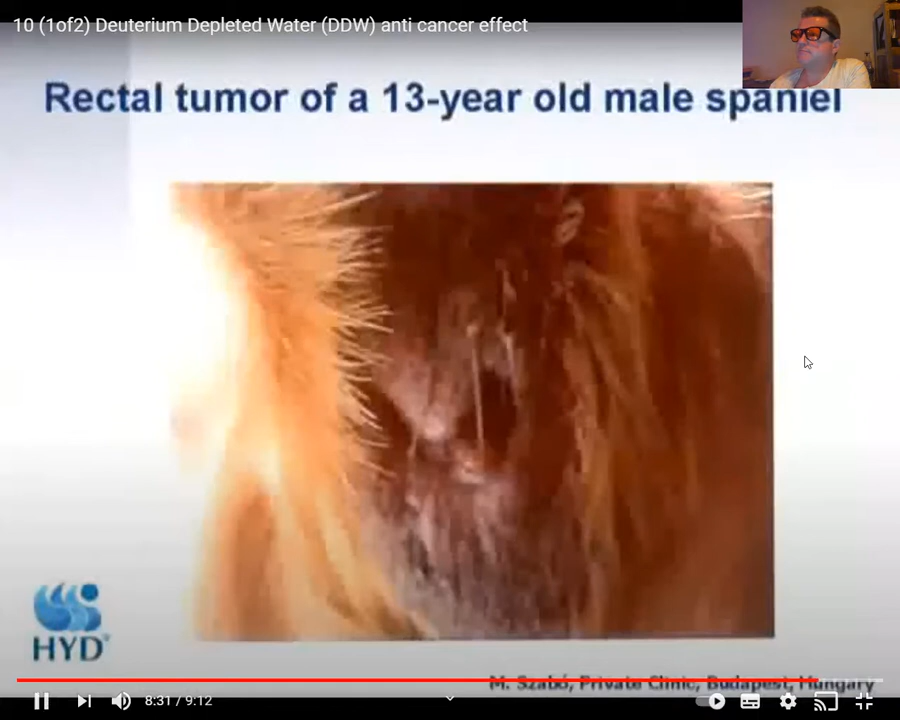 10 (1of2) Deuterium Depleted Water (DDW) anti cancer effect
Rectal tumor of a 13-year old male spaniel
HYD
M. Szabó, Private Clinic, Budapest, Hungary
8:31 / 9:12